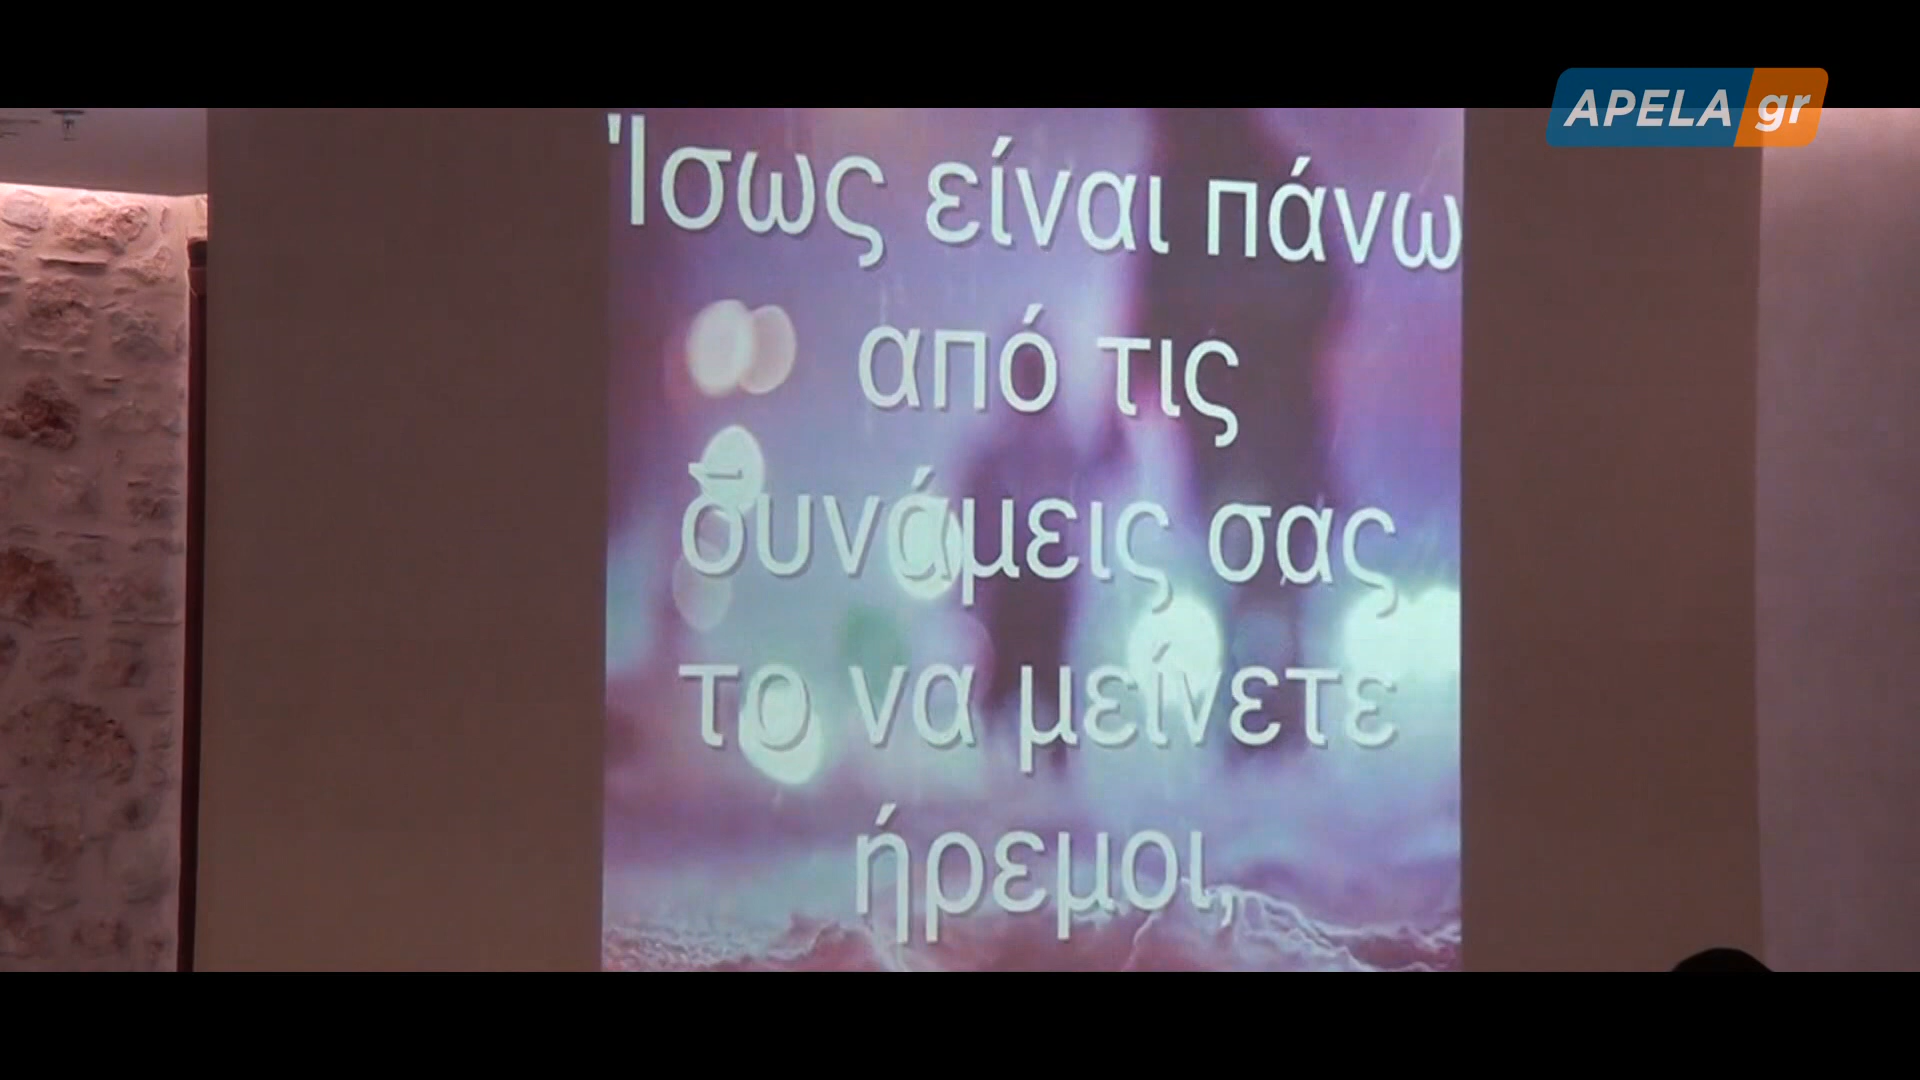 APELA gr
Ίσως είναι πάνω
από τις
δυνάμεις σας
το να μείνετε
ήρεμοι,